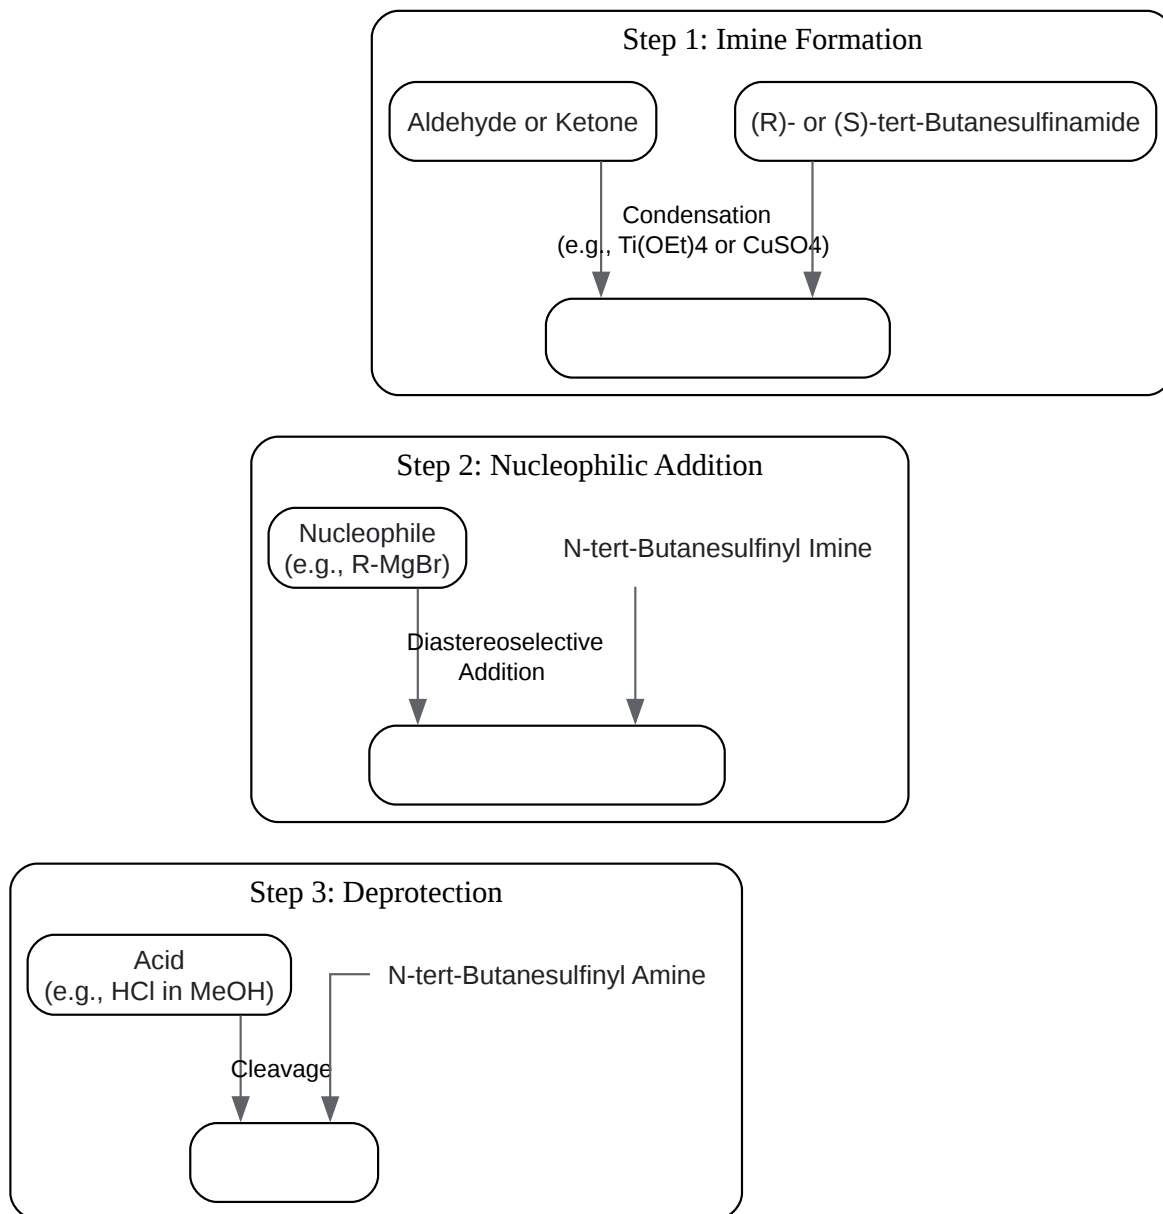 Step 1: Imine Formation
Aldehyde or Ketone
(R)- or (S)-tert-Butanesulfinamide
Condensation
(e.g., Ti(OEt)4 or CuSO4)
Step 2: Nucleophilic Addition
Nucleophile
(e.g., R-MgBr)
N-tert-Butanesulfinyl Imine
Diastereoselective
Addition
Step 3: Deprotection
Acid
(e.g., HCl in MeOH)
N-tert-Butanesulfinyl Amine
Cleavage